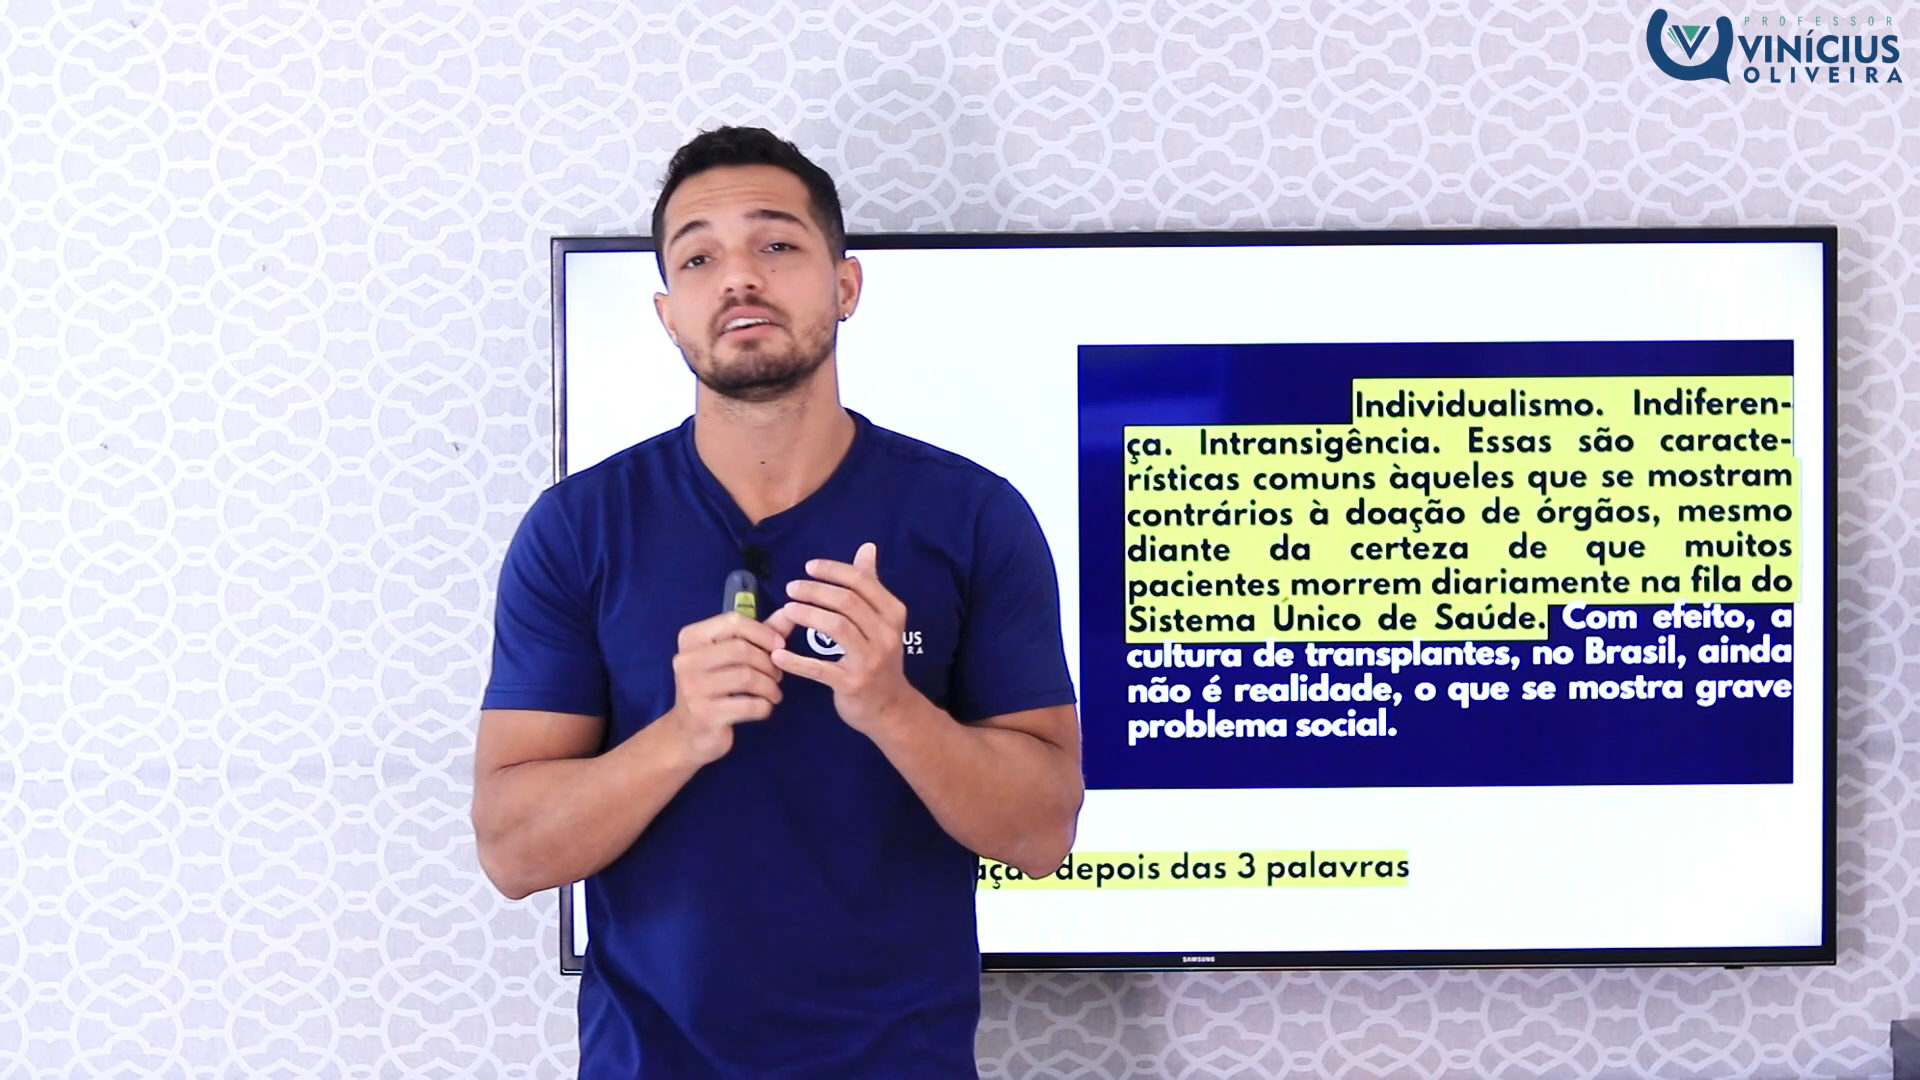 PROFESSOR
VINÍCIUS
OLIVEIRA
Individualismo. Indiferen-
ça. Intransigência. Essas são caracte-
rísticas comuns àqueles que se mostram
contrários à doação de órgãos, mesmo
diante da certeza de que muitos
pacientes morrem diariamente na fila do
Sistema Único de Saúde. Com efeito, a
cultura de transplantes, no Brasil, ainda
não é realidade, o que se mostra grave
problema social.
depois das 3 palavras
SAMSUNG